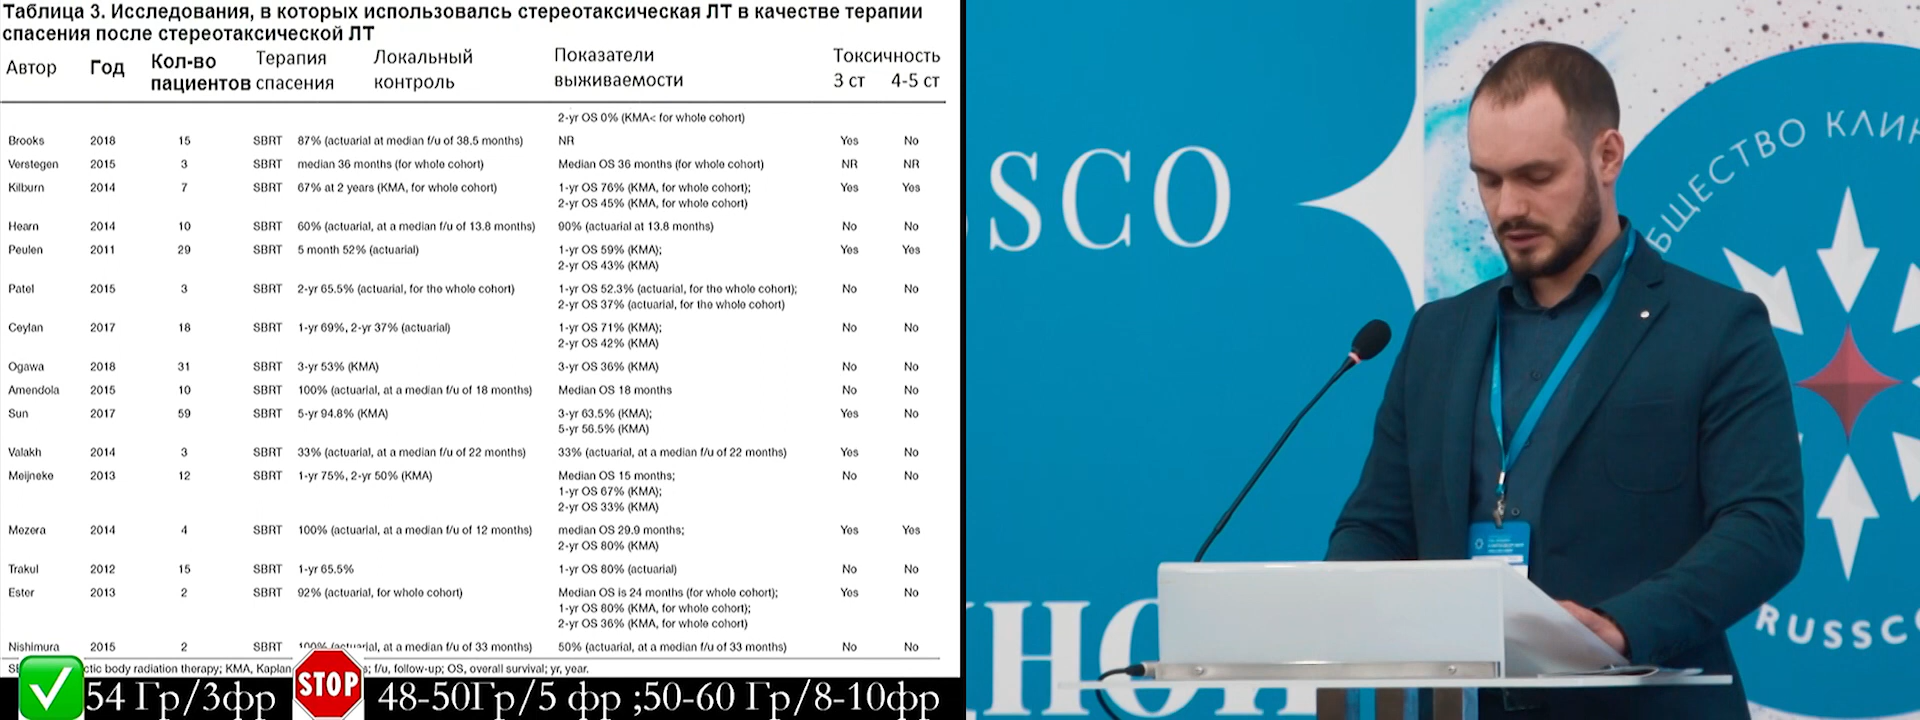 Таблица 3. Исследования, в которых использовалсь стереотаксическая ЛТ в качестве терапии
спасения после стереотаксической ЛТ
Автор Год Кол-во пациентов Терапия спасения Локальный контроль Показатели выживаемости Токсичность 3 ст 4-5 ст
2-yr OS 0% (KMA< for whole cohort)
Brooks 2018 15 SBRT 87% (actuarial at median f/u of 38.5 months) NR Yes No
Verstegen 2015 3 SBRT median 36 months (for whole cohort) Median OS 36 months (for whole cohort) NR NR
Kilburn 2014 7 SBRT 67% at 2 years (KMA, for whole cohort) 1-yr OS 76% (KMA, for whole cohort); Yes Yes
2-yr OS 45% (KMA, for whole cohort)
Hearn 2014 10 SBRT 60% (actuarial, at a median f/u of 13.8 months) 90% (actuarial at 13.8 months) No No
Peulen 2011 29 SBRT 5 month 52% (actuarial) 1-yr OS 59% (KMA); Yes Yes
2-yr OS 43% (KMA)
Patel 2015 3 SBRT 2-yr 65.5% (actuarial, for the whole cohort) 1-yr OS 52.3% (actuarial, for the whole cohort); No No
2-yr OS 37% (actuarial, for the whole cohort)
Ceylan 2017 18 SBRT 1-yr 69%, 2-yr 37% (actuarial) 1-yr OS 71% (KMA); No No
2-yr OS 42% (KMA)
Ogawa 2018 31 SBRT 3-yr 53% (KMA) 3-yr OS 36% (KMA) No No
Amendola 2015 10 SBRT 100% (actuarial, at a median f/u of 18 months) Median OS 18 months No No
Sun 2017 59 SBRT 5-yr 94.8% (KMA) 3-yr 63.5% (KMA); Yes No
5-yr 56.5% (KMA)
Valakh 2014 3 SBRT 33% (actuarial, at a median f/u of 22 months) 33% (actuarial, at a median f/u of 22 months) Yes No
Meijneke 2013 12 SBRT 1-yr 75%, 2-yr 50% (KMA) Median OS 15 months; No No
1-yr OS 67% (KMA);
2-yr OS 33% (KMA)
Mezera 2014 4 SBRT 100% (actuarial, at a median f/u of 12 months) median OS 29.9 months; Yes Yes
2-yr OS 80% (KMA)
Trakul 2012 15 SBRT 1-yr 65.5% 1-yr OS 80% (actuarial) No No
Ester 2013 2 SBRT 92% (actuarial, for whole cohort) Median OS is 24 months (for whole cohort); Yes No
1-yr OS 80% (KMA, for whole cohort);
2-yr OS 36% (KMA, for whole cohort)
Nishimura 2015 2 SBRT 100% (actuarial, at a median f/u of 33 months) 50% (actuarial, at a median f/u of 33 months) No No
ctic body radiation therapy; KMA, Kaplan s; f/u, follow-up; OS, overall survival; yr, year.
54 Гр/3фр STOP 48-50Гр/5 фр ;50-60 Гр/8-10фр
SCO
БЩЕСТВО КЛИН
RUSSC
НОЙ